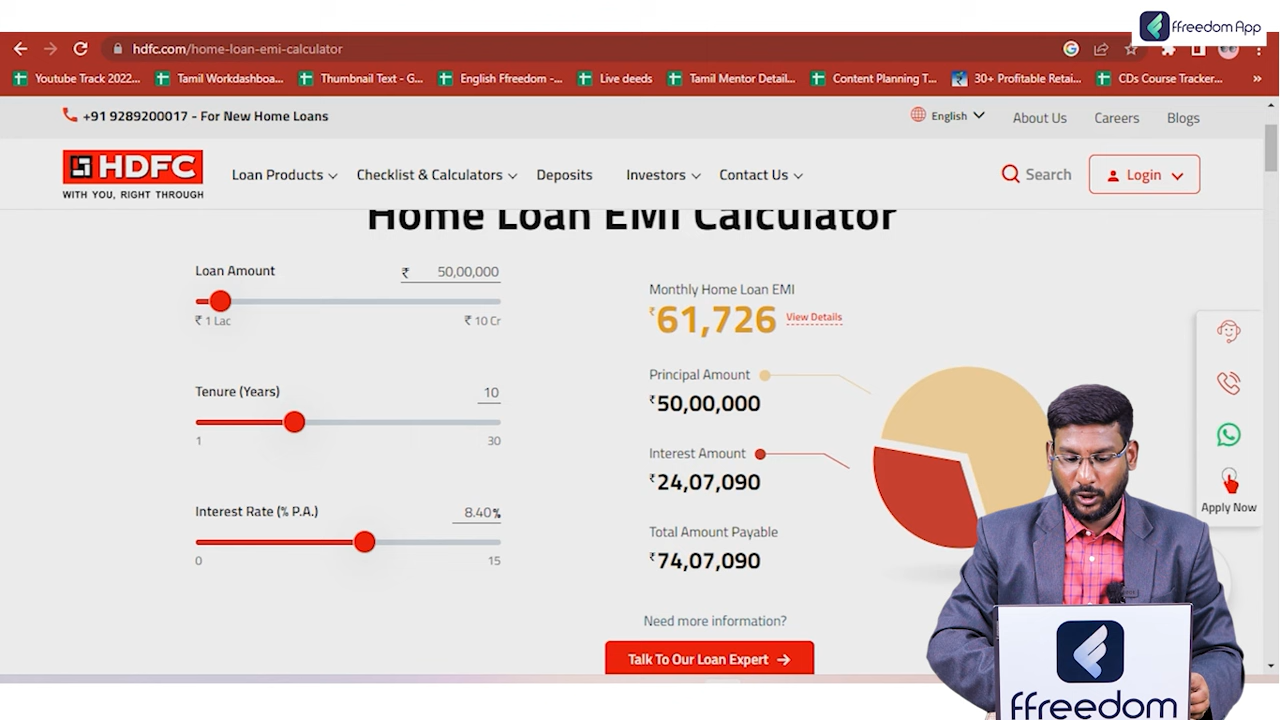 ffreedom App
hdfc.com/home-loan-emi-calculator
Youtube Track 2022... Tamil Workdashboa... Thumbnail Text - G... English Ffreedom -... Live deeds Tamil Mentor Detail... Content Planning T... 30+ Profitable Retai... CDs Course Tracker... »
+91 9289200017 - For New Home Loans English About Us Careers Blogs
HDFC
WITH YOU, RIGHT THROUGH
Loan Products Checklist & Calculators Deposits Investors Contact Us Search Login
Home Loan EMI Calculator
Loan Amount ₹ 50,00,000
₹ 1 Lac ₹ 10 Cr
Tenure (Years) 10
1 30
Interest Rate (% P.A.) 8.40%
0 15
Monthly Home Loan EMI
₹61,726 View Details
Principal Amount
₹50,00,000
Interest Amount
₹24,07,090
Total Amount Payable
₹74,07,090
Need more information?
Talk To Our Loan Expert →
Apply Now
ffreedom